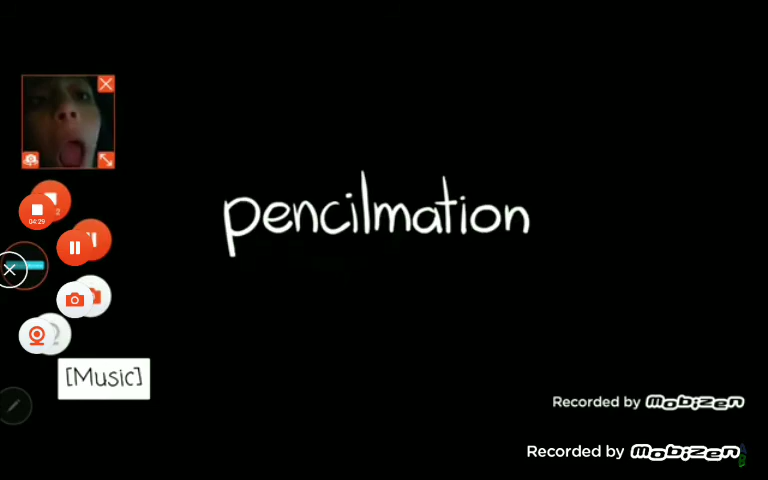 pencilmation
04:29
[Music]
Recorded by Mobizen
Recorded by Mobizen